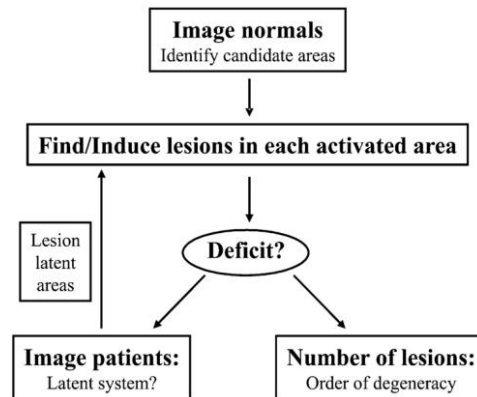 Image normals
Identify candidate areas
Find/Induce lesions in each activated area
Lesion
latent
areas
Deficit?
Image patients:
Latent system?
Number of lesions:
Order of degeneracy